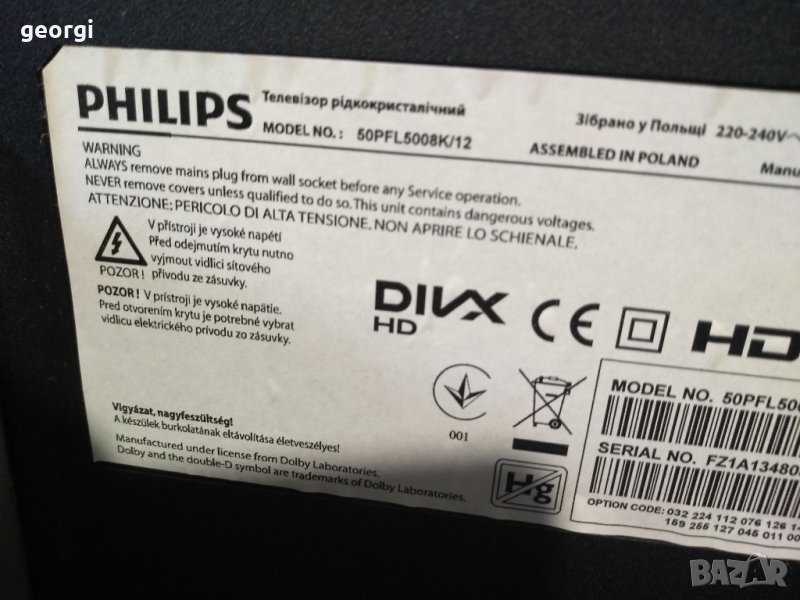 georgi
PHILIPS
Телевізор рідкокристалічний
MODEL NO.: 50PFL5008K/12
Зібрано у Польщі 220-240V~
ASSEMBLED IN POLAND
WARNING
ALWAYS remove mains plug from wall socket before any Service operation.
NEVER remove covers unless qualified to do so. This unit contains dangerous voltages.
ATTENZIONE: PERICOLO DI ALTA TENSIONE. NON APRIRE LO SCHIENALE.
V přístroji je vysoké napětí
Před odejmutím krytu nutno
vyjmout vidlici síťového
POZOR! přívodu ze zásuvky.
POZOR! V prístroji je vysoké napätie.
Pred otvorením krytu je potrebné vybrat
vidlicu elektrického prívodu zo zásuvky.
DIVX
HD
CE
HD
001
Vigyázat, nagyfeszültség!
A készülék burkolatának eltávolítása életveszélyes!
Manufactured under license from Dolby Laboratories.
Dolby and the double-D symbol are trademarks of Dolby Laboratories.
Hg
MODEL NO. 50PFL500
SERIAL NO. FZ1A13480
OPTION CODE: 032 224 112 076 126
159 255 127 045 011 00
BAZAR